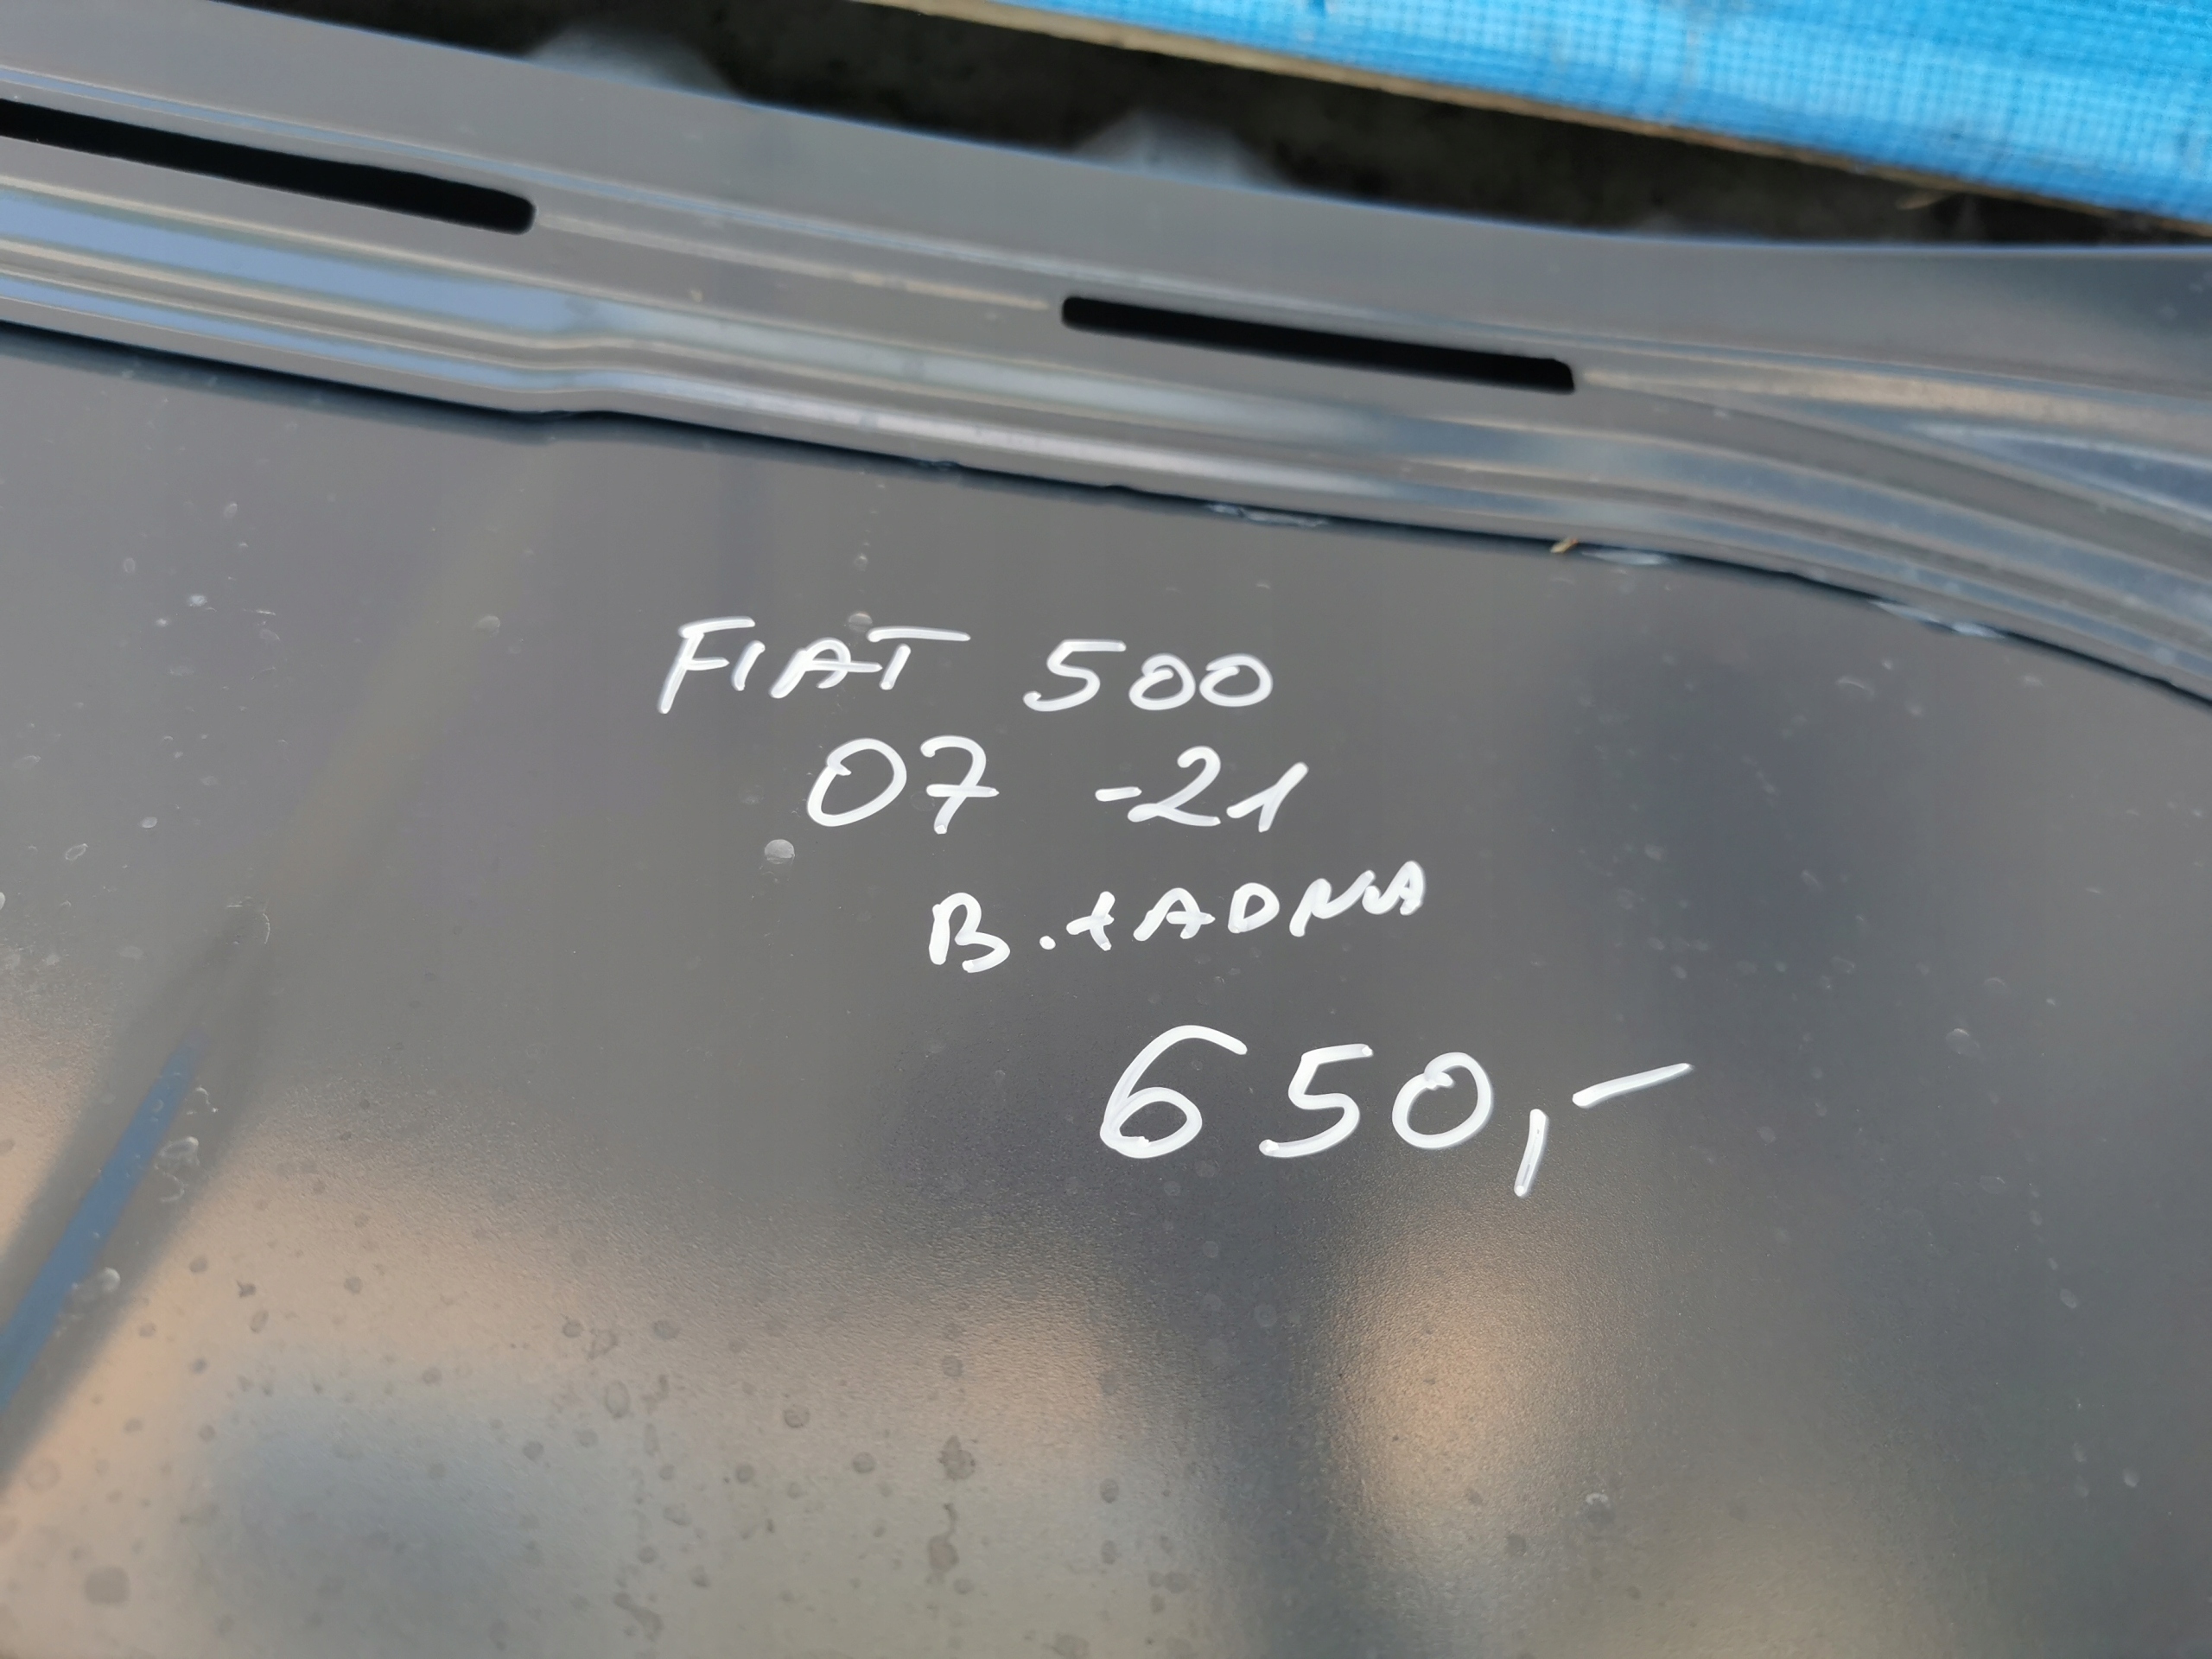 FIAT 500
07 -21
B. ŁADNA
650,-